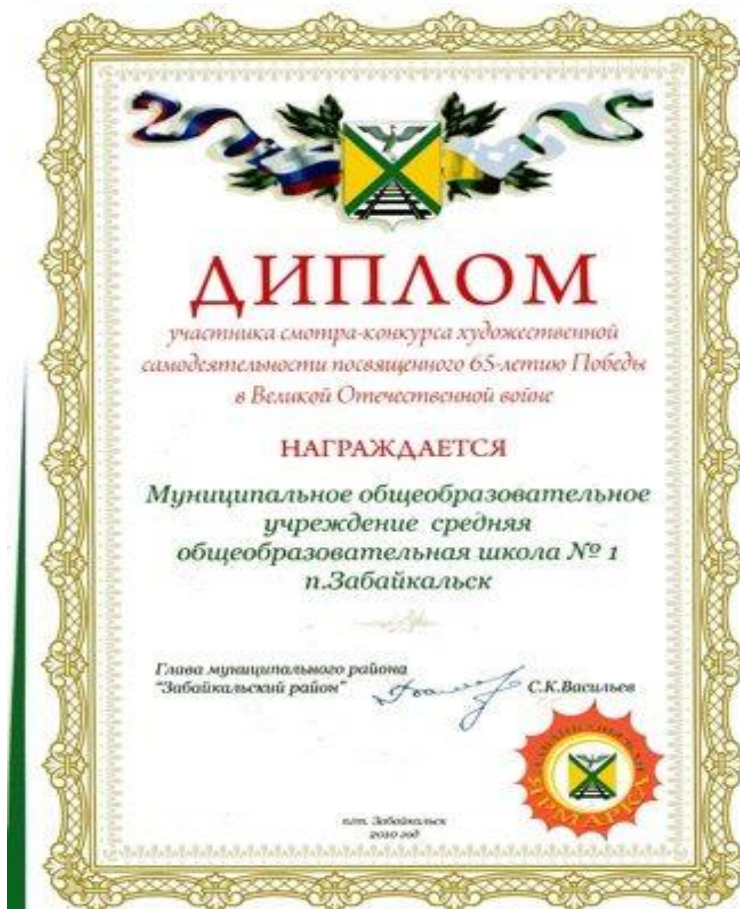 ДИПЛОМ
участника смотра-конкурса художественной
самодеятельности посвященного 65-летию Победы
в Великой Отечественной войне
НАГРАЖДАЕТСЯ
Муниципальное общеобразовательное
учреждение средняя
общеобразовательная школа № 1
п.Забайкальск
Глава муниципального района
"Забайкальский район"
С.К.Васильев
ЯРМАРКА
пгт. Забайкальск
2010 год